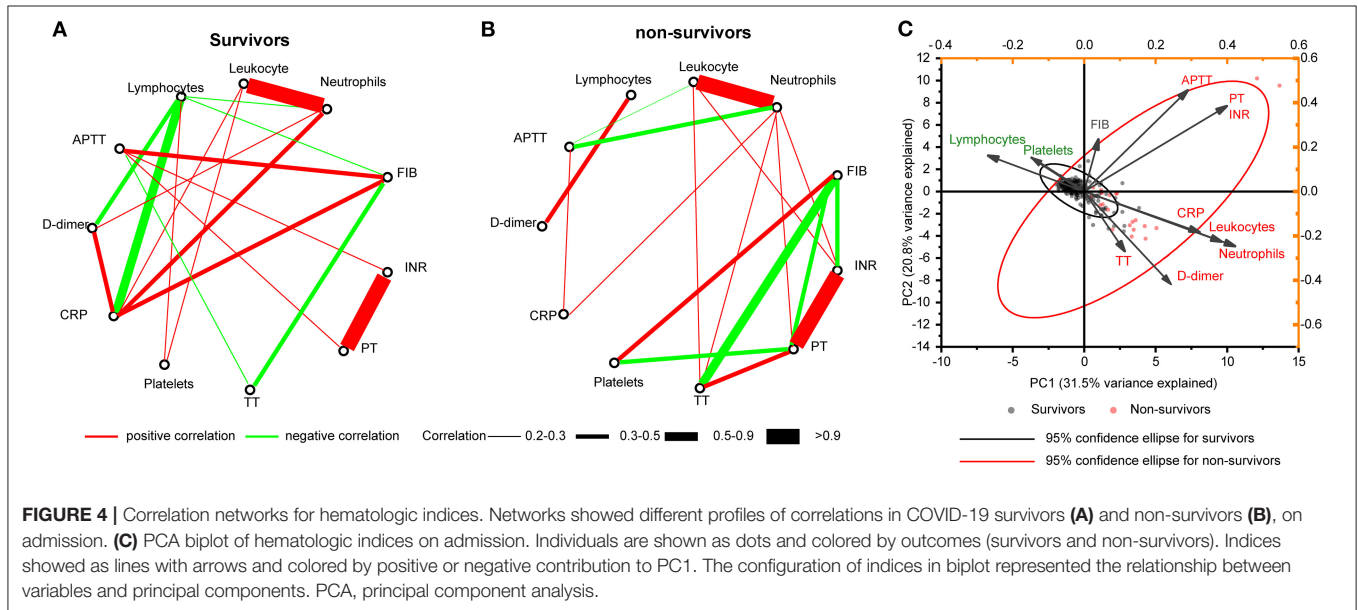 A
Survivors
Leukocyte
Neutrophils
Lymphocytes
APTT
FIB
D-dimer
INR
CRP
PT
Platelets
TT
B
non-survivors
Leukocyte
Lymphocytes
Neutrophils
APTT
FIB
D-dimer
INR
CRP
PT
Platelets
TT
positive correlation
negative correlation
Correlation
0.2-0.3
0.3-0.5
0.5-0.9
>0.9
C
-0.4 -0.2 0.0 0.2 0.4 0.6
12
10
8
6
4
2
0
-2
-4
-6
-8
-10
-12
-14
PC2 (20.8% variance explained)
0.6
0.4
0.2
0.0
-0.2
-0.4
-0.6
APTT
PT
INR
FIB
Lymphocytes
Platelets
CRP
Leukocytes
Neutrophils
TT
D-dimer
-10 -5 0 5 10 15
PC1 (31.5% variance explained)
Survivors Non-survivors
95% confidence ellipse for survivors
95% confidence ellipse for non-survivors
FIGURE 4 | Correlation networks for hematologic indices. Networks showed different profiles of correlations in COVID-19 survivors (A) and non-survivors (B), on
admission. (C) PCA biplot of hematologic indices on admission. Individuals are shown as dots and colored by outcomes (survivors and non-survivors). Indices
showed as lines with arrows and colored by positive or negative contribution to PC1. The configuration of indices in biplot represented the relationship between
variables and principal components. PCA, principal component analysis.